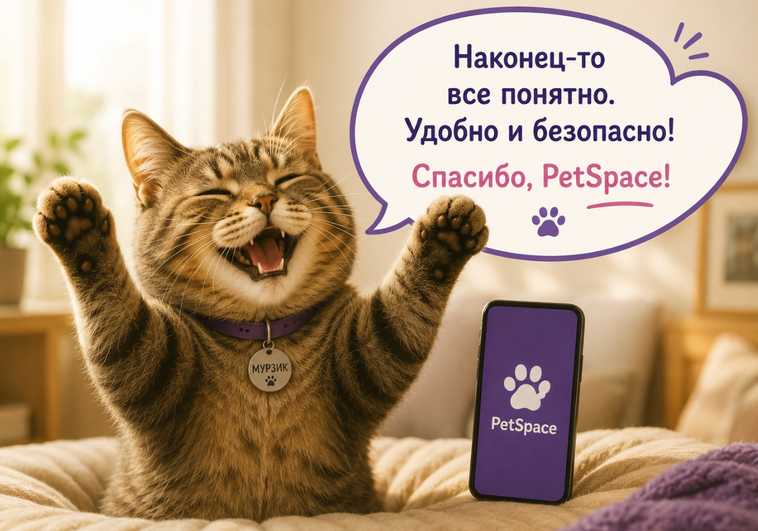 Наконец-то
все понятно.
Удобно и безопасно!
Спасибо, PetSpace!
МУРЗИК
PetSpace